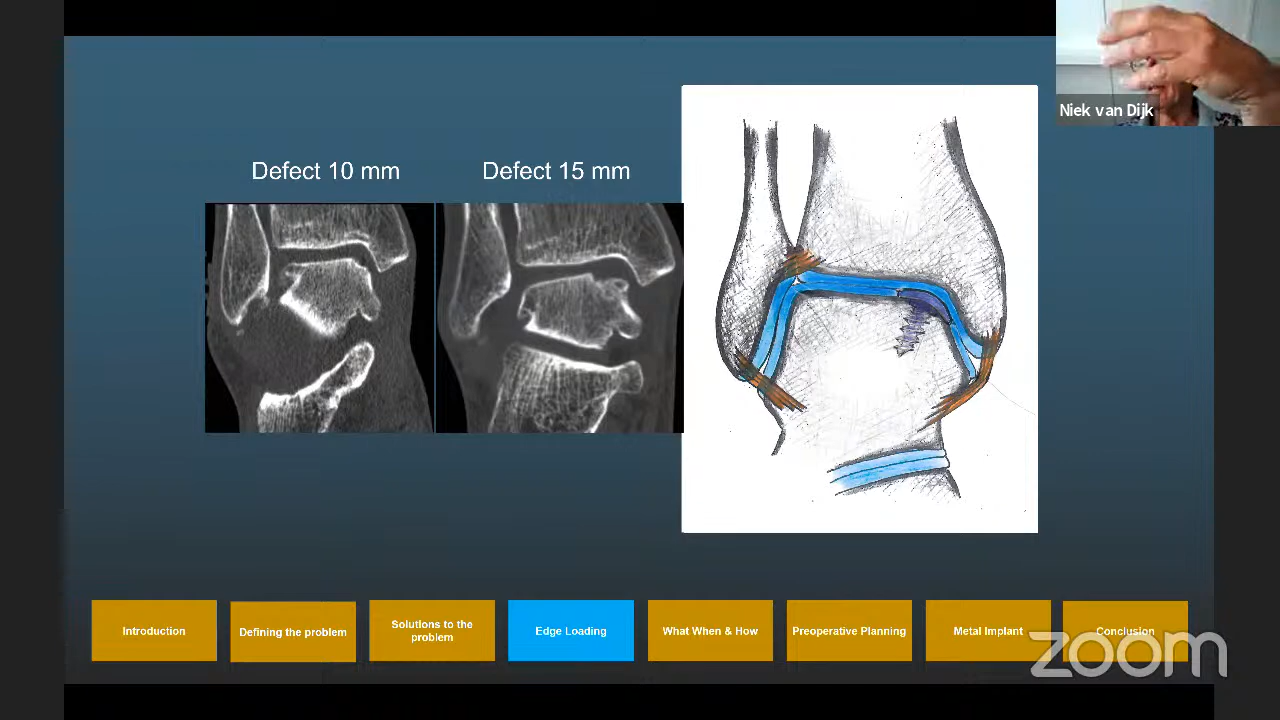 Niek van Dijk
Defect 10 mm
Defect 15 mm
Introduction
Defining the problem
Solutions to the
problem
Edge Loading
What When & How
Preoperative Planning
Metal Implant
Conclusion
zoom